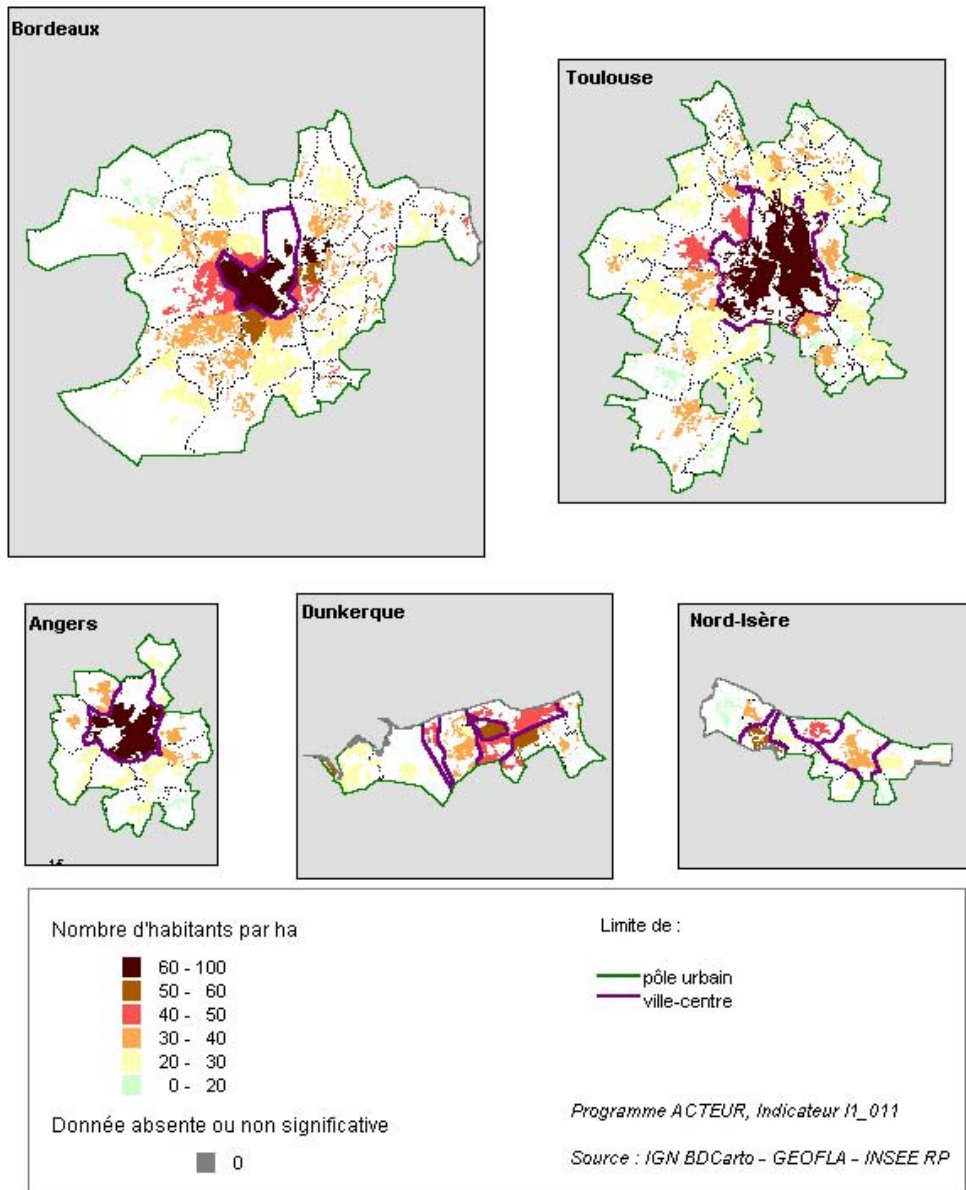 Bordeaux
Toulouse
Angers
Dunkerque
Nord-Isère
Nombre d'habitants par ha
60 - 100
50 - 60
40 - 50
30 - 40
20 - 30
0 - 20
Donnée absente ou non significative
0
Limite de :
pôle urbain
ville-centre
Programme ACTEUR, Indicateur I1_011
Source : IGN BDCarto - GEOFLA - INSEE RP